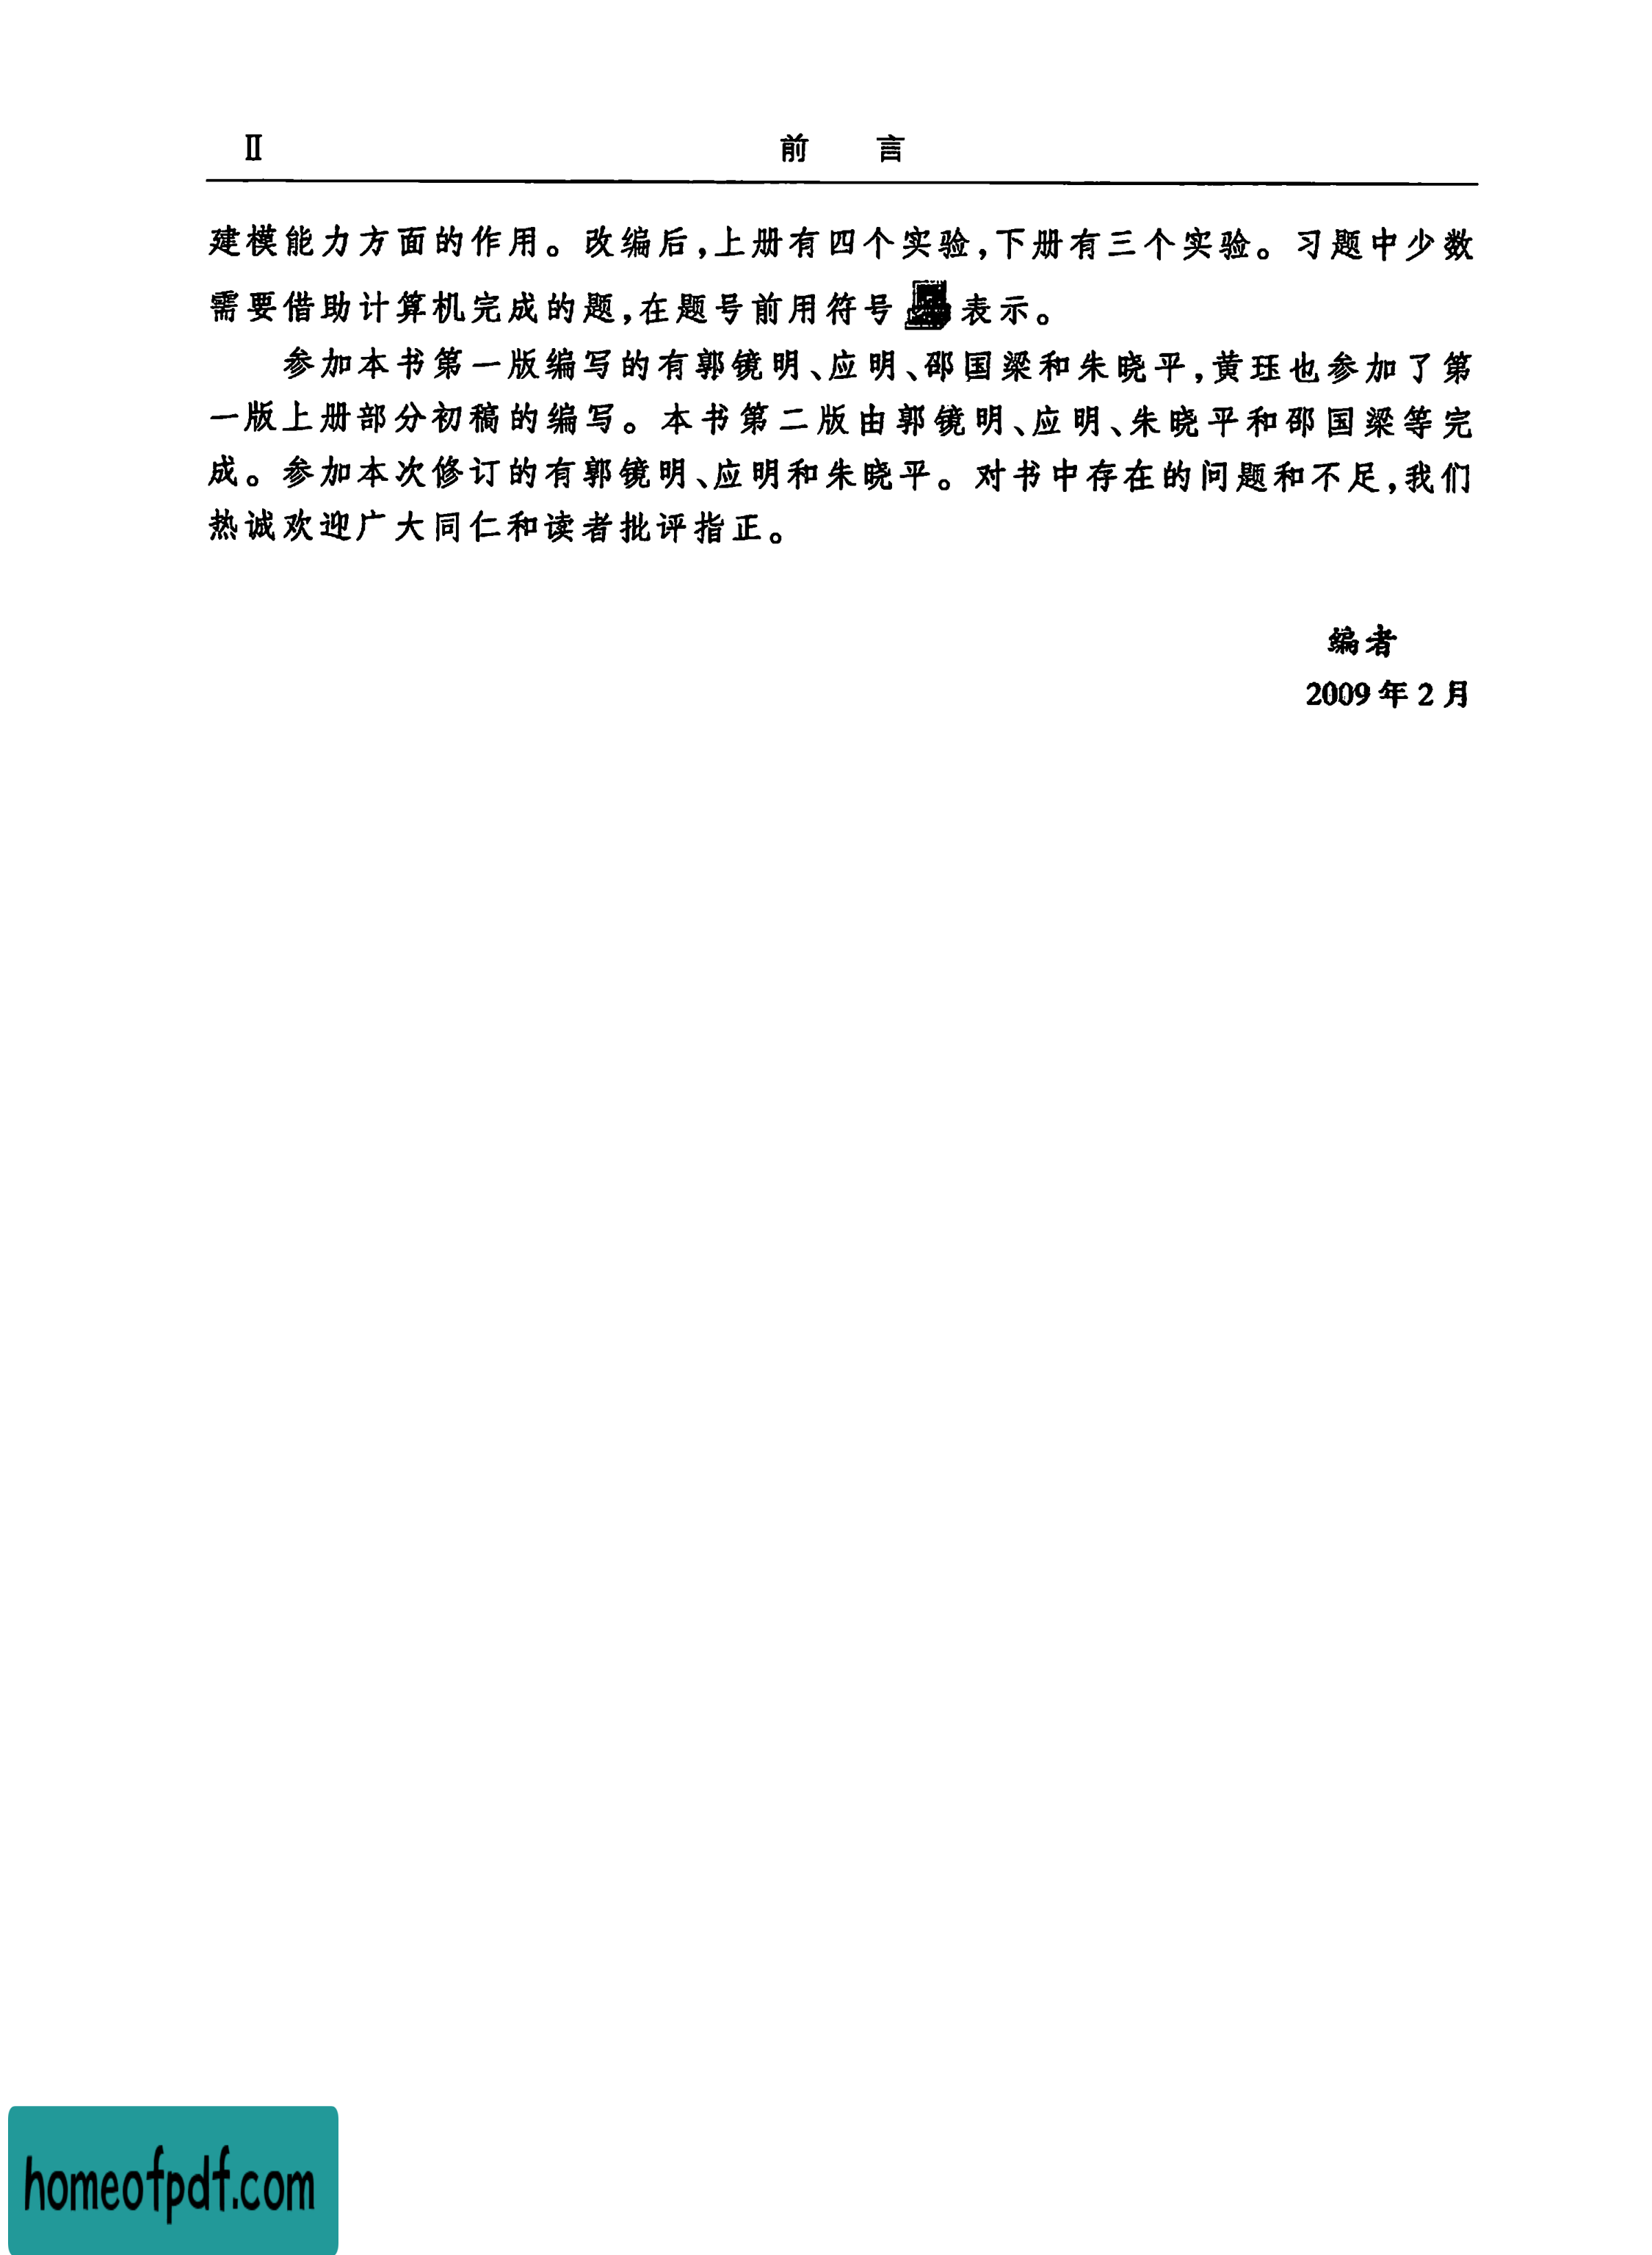 Ⅱ 前 言
建模能力方面的作用。改编后,上册有四个实验,下册有三个实验。习题中少数
需要借助计算机完成的题,在题号前用符号 表示。
参加本书第一版编写的有郭镜明、应明、邵国梁和朱晓平,黄珏也参加了第
一版上册部分初稿的编写。本书第二版由郭镜明、应明、朱晓平和邵国梁等完
成。参加本次修订的有郭镜明、应明和朱晓平。对书中存在的问题和不足,我们
热诚欢迎广大同仁和读者批评指正。
编者
2009 年 2 月
homeofpdf.com